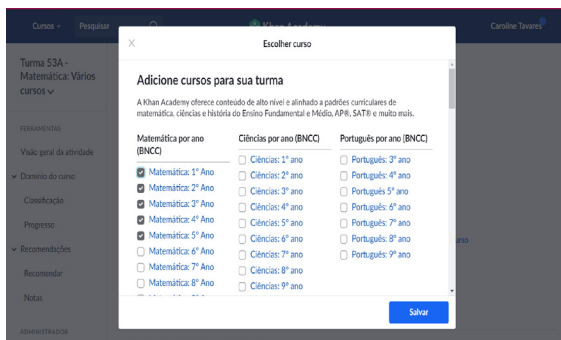 Cursos
Pesquisar
Khan Academy
Caroline Tavares
Escolher curso
Turma 53A -
Matemática: Vários
cursos
FERRAMENTAS
Visão geral da atividade
Domínio do curso
Classificação
Progresso
Recomendações
Recomendar
Notas
ADMINISTRADOR
Adicione cursos para sua turma
A Khan Academy oferece conteúdo de alto nível e alinhado a padrões curriculares de
matemática, ciências e história do Ensino Fundamental e Médio, AP®, SAT® e muito mais.
Matemática por ano
(BNCC)
Matemática: 1º Ano
Matemática: 2º Ano
Matemática: 3º Ano
Matemática: 4º Ano
Matemática: 5º Ano
Matemática: 6º Ano
Matemática: 7º Ano
Matemática: 8º Ano
Ciências por ano (BNCC)
Ciências: 1º ano
Ciências: 2º ano
Ciências: 3º ano
Ciências: 4º ano
Ciências: 5º ano
Ciências: 6º ano
Ciências: 7º ano
Ciências: 8º ano
Ciências: 9º ano
Português por ano (BNCC)
Português: 3º ano
Português: 4º ano
Português 5º ano
Português: 6º ano
Português: 7º ano
Português: 8º ano
Português: 9º ano
Salvar